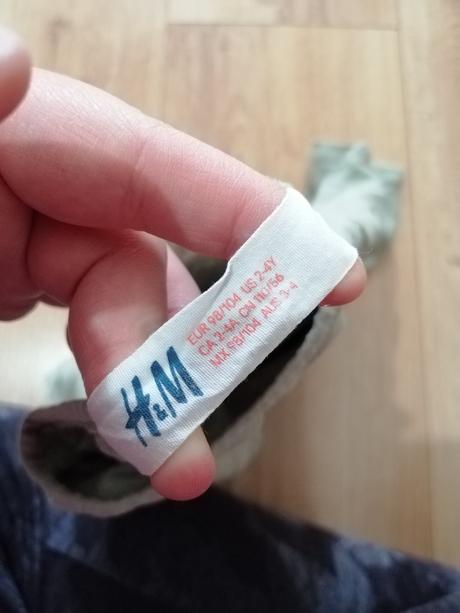 EUR 98/104 US 2-4Y
CA 2-4A CN 110/56
MX 98/104 AUS 3-4
H&M